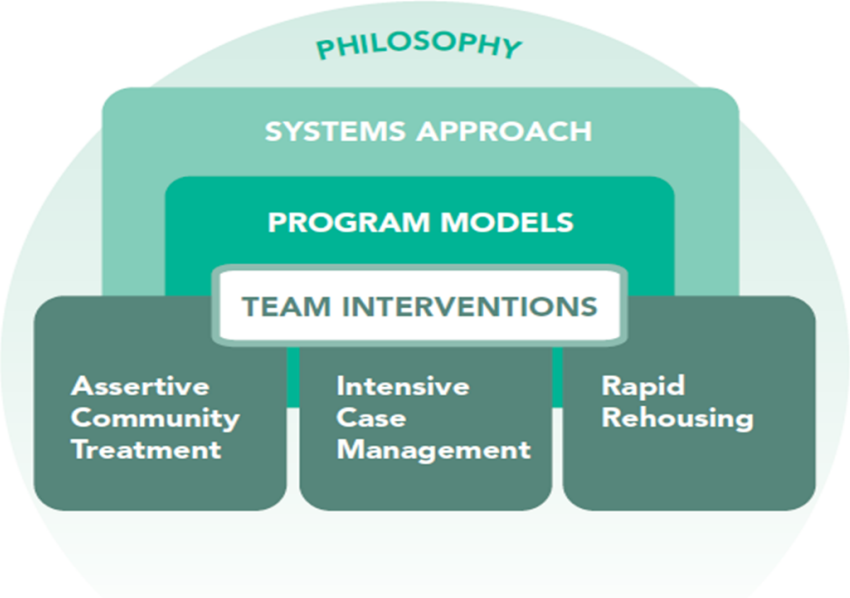 PHILOSOPHY
SYSTEMS APPROACH
PROGRAM MODELS
TEAM INTERVENTIONS
Assertive
Community
Treatment
Intensive
Case
Management
Rapid
Rehousing